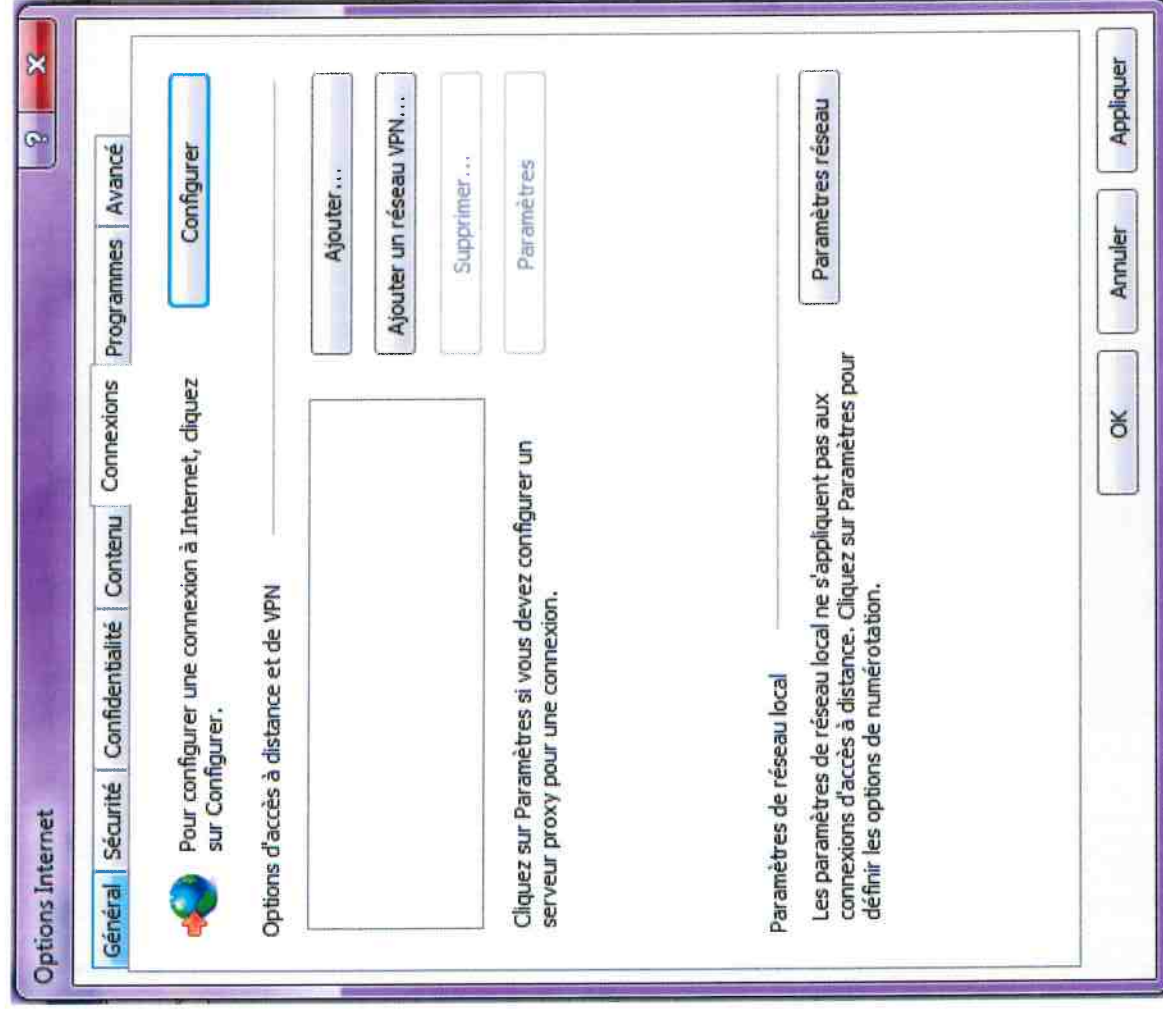 Options Internet
?
Général Sécurité Confidentialité Contenu Connexions Programmes Avancé
Pour configurer une connexion à Internet, cliquez
sur Configurer.
Configurer
Options d'accès à distance et de VPN
Ajouter...
Ajouter un réseau VPN...
Supprimer...
Paramètres
Cliquez sur Paramètres si vous devez configurer un
serveur proxy pour une connexion.
Paramètres de réseau local
Les paramètres de réseau local ne s'appliquent pas aux
connexions d'accès à distance. Cliquez sur Paramètres pour
définir les options de numérotation.
Paramètres réseau
OK
Annuler
Appliquer